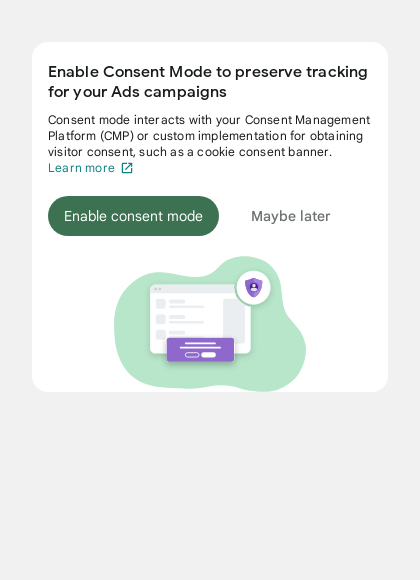 Enable Consent Mode to preserve tracking
for your Ads campaigns
Consent mode interacts with your Consent Management
Platform (CMP) or custom implementation for obtaining
visitor consent, such as a cookie consent banner.
Learn more
Enable consent mode
Maybe later